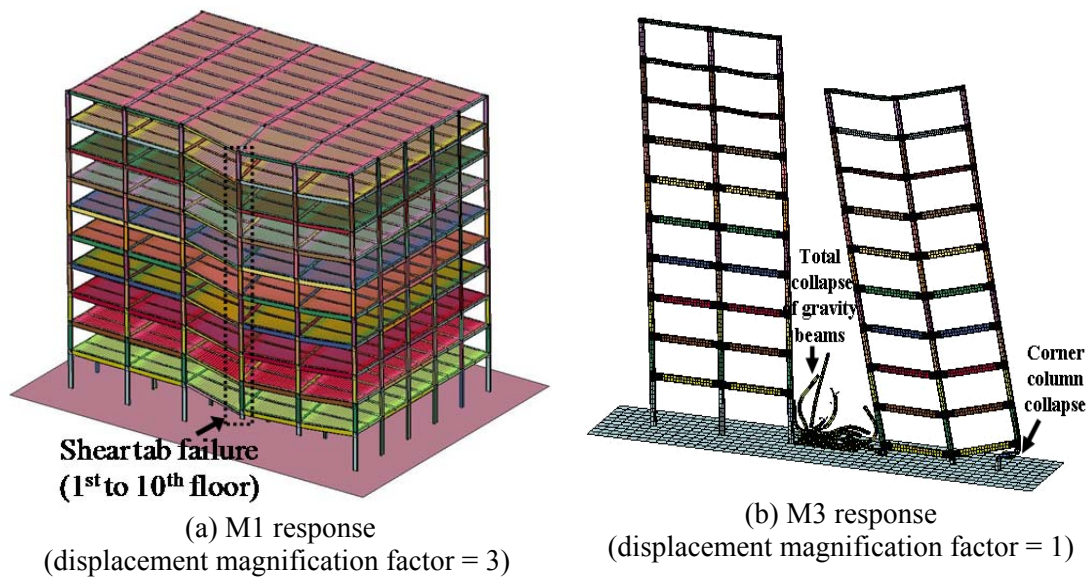 Shear tab failure
(1st to 10th floor)
(a) M1 response
(displacement magnification factor = 3)
Total
collapse
of gravity
beams
Corner
column
collapse
(b) M3 response
(displacement magnification factor = 1)